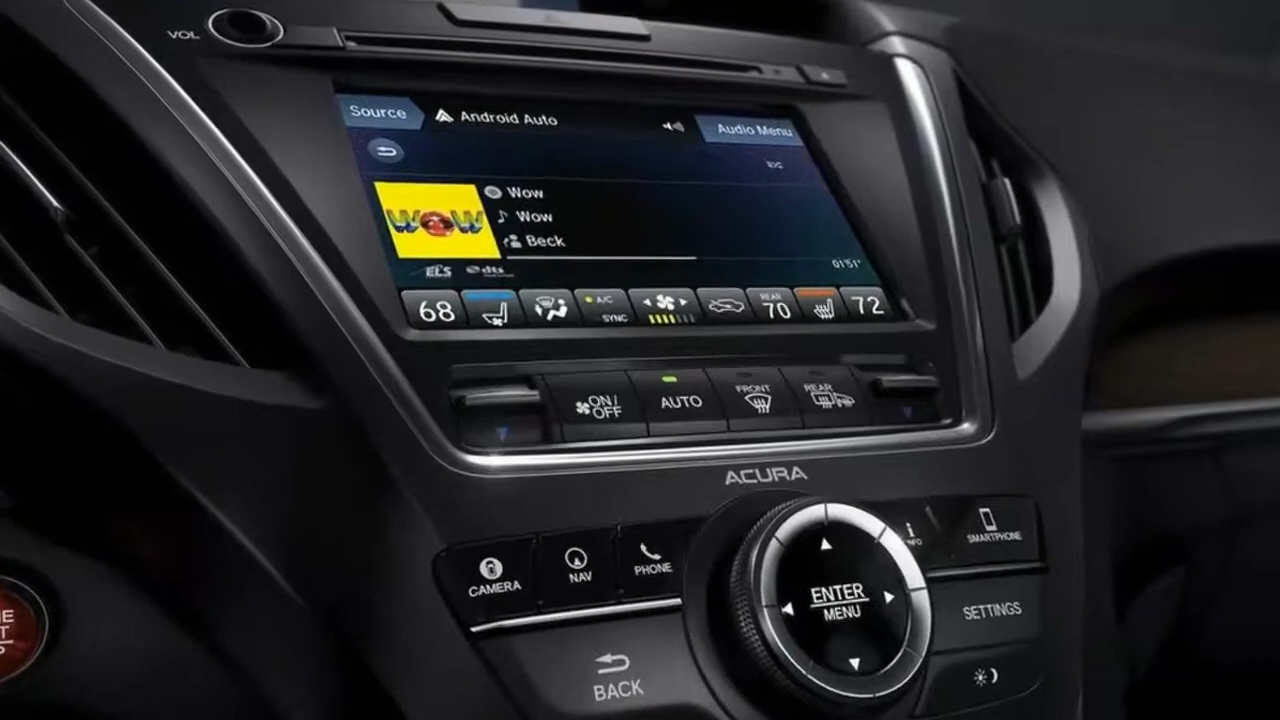 VOL
Source
Android Auto
Audio Menu
WOW
Wow
Wow
Beck
ELS
dts
01'51"
68
A/C
SYNC
REAR
70
72
ON/
OFF
AUTO
FRONT
REAR
ACURA
CAMERA
NAV
PHONE
ENTER
MENU
INFO
SMARTPHONE
SETTINGS
BACK